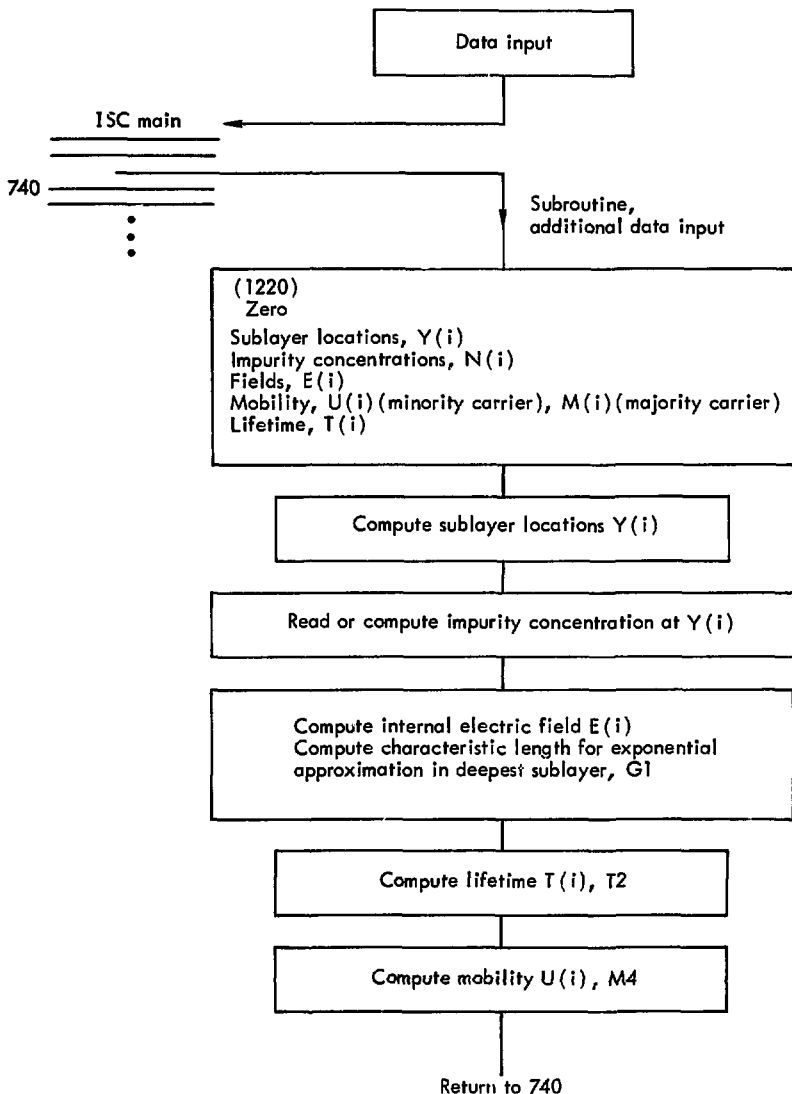 Data input
ISC main
740
Subroutine,
additional data input
(1220)
Zero
Sublayer locations, Y(i)
Impurity concentrations, N(i)
Fields, E(i)
Mobility, U(i)(minority carrier), M(i)(majority carrier)
Lifetime, T(i)
Compute sublayer locations Y(i)
Read or compute impurity concentration at Y(i)
Compute internal electric field E(i)
Compute characteristic length for exponential
approximation in deepest sublayer, G1
Compute lifetime T(i), T2
Compute mobility U(i), M4
Return to 740